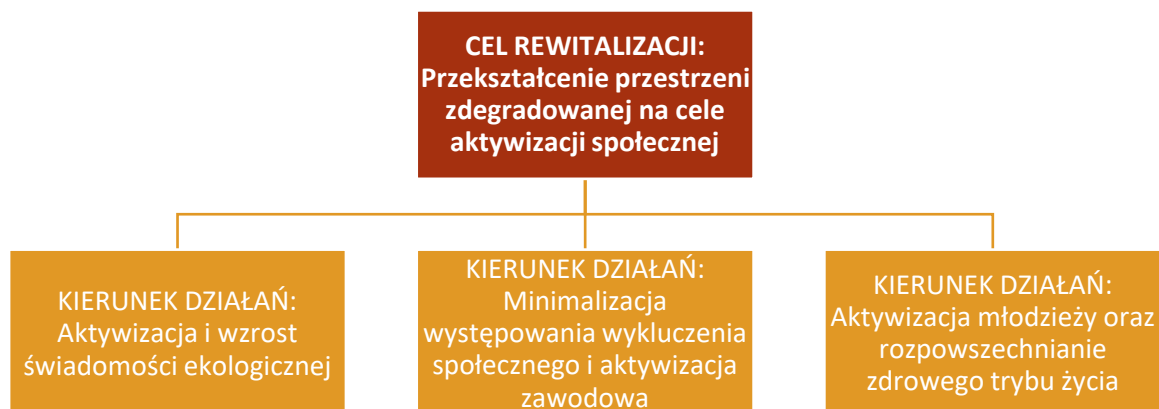 CEL REWITALIZACJI:
Przekształcenie przestrzeni
zdegradowanej na cele
aktywizacji społecznej
KIERUNEK DZIAŁAŃ:
Aktywizacja i wzrost
świadomości ekologicznej
KIERUNEK DZIAŁAŃ:
Minimalizacja
występowania wykluczenia
społecznego i aktywizacja
zawodowa
KIERUNEK DZIAŁAŃ:
Aktywizacja młodzieży oraz
rozpowszechnianie
zdrowego trybu życia